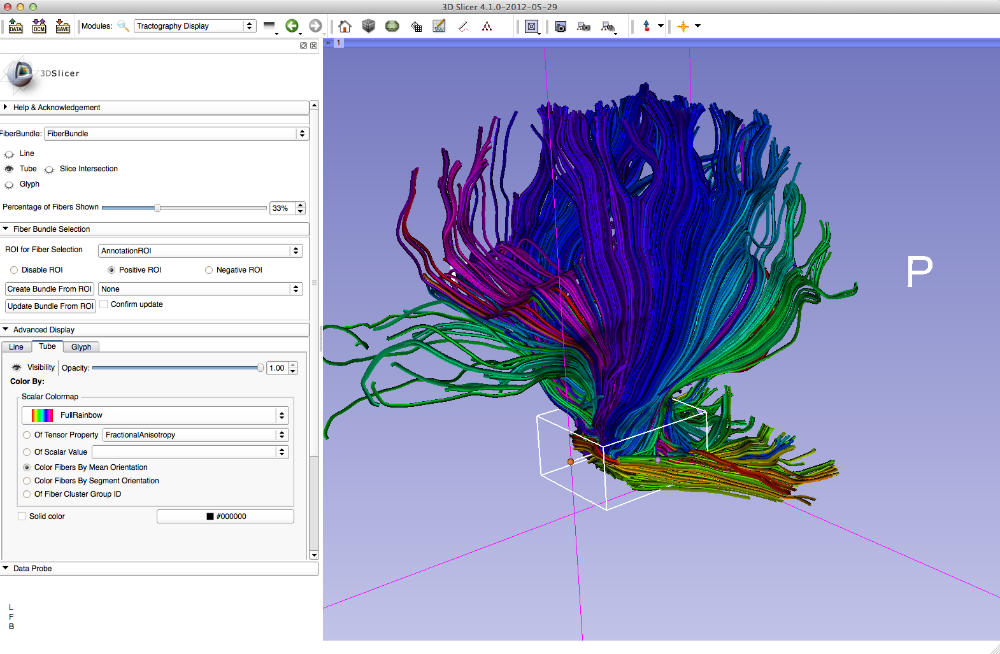 3D Slicer 4.1.0-2012-05-29
DATA DCM SAVE Modules: Tractography Display
1
3DSlicer
Help & Acknowledgement
FiberBundle: FiberBundle
Line
Tube Slice Intersection
Glyph
Percentage of Fibers Shown 33%
Fiber Bundle Selection
ROI for Fiber Selection AnnotationROI
Disable ROI Positive ROI Negative ROI
Create Bundle From ROI None
Update Bundle From ROI Confirm update
Advanced Display
Line Tube Glyph
Visibility Opacity: 1.00
Color By:
Scalar Colormap
FullRainbow
Of Tensor Property FractionalAnisotropy
Of Scalar Value
Color Fibers By Mean Orientation
Color Fibers By Segment Orientation
Of Fiber Cluster Group ID
Solid color #000000
Data Probe
L
F
B
P